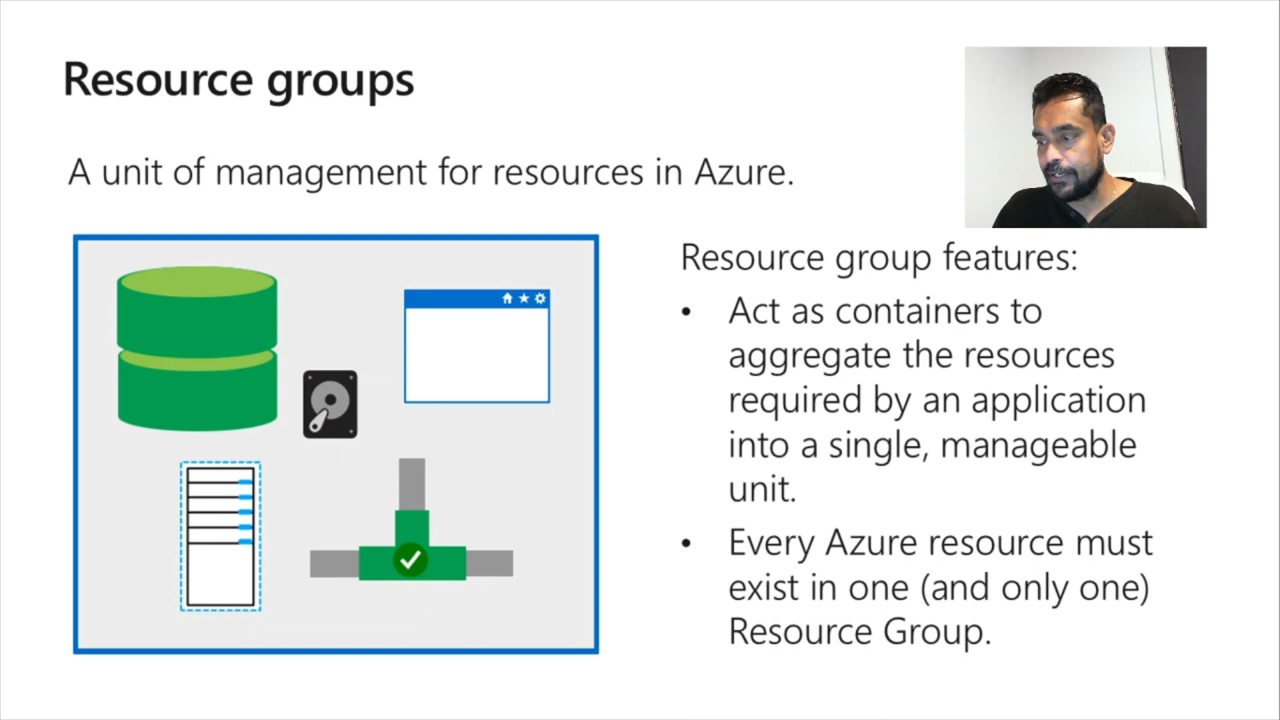 Resource groups
A unit of management for resources in Azure.
Resource group features:
• Act as containers to
aggregate the resources
required by an application
into a single, manageable
unit.
• Every Azure resource must
exist in one (and only one)
Resource Group.